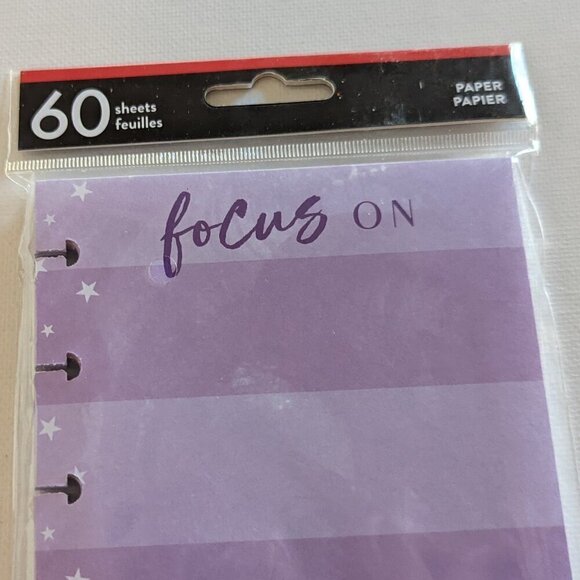 60 sheets
feuilles
PAPER
PAPIER
focus ON